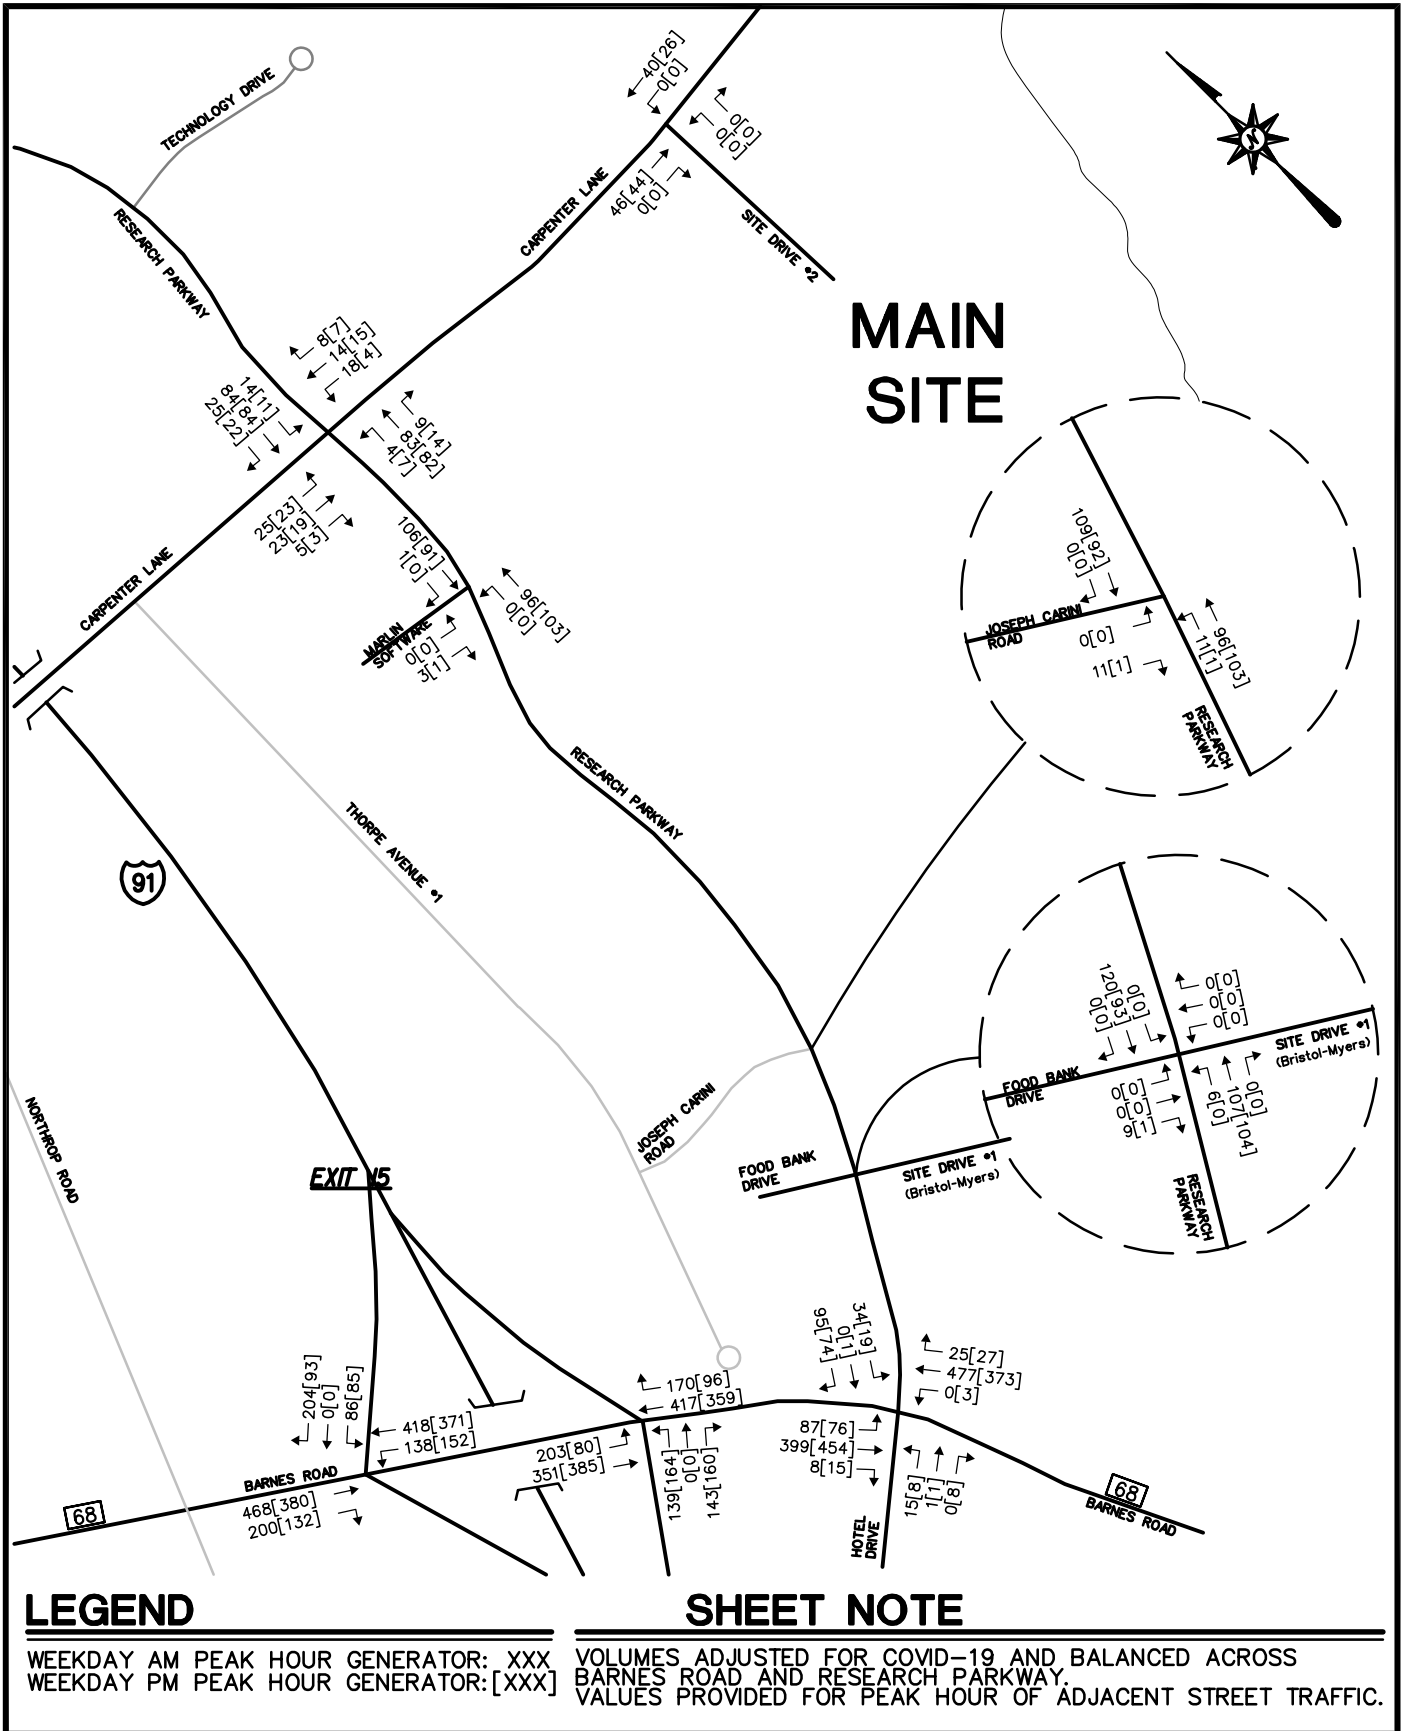 TECHNOLOGY DRIVE
40[26]
0[0]
0[0]
0[0]
46[44]
0[0]
CARPENTER LANE
SITE DRIVE #2
RESEARCH PARKWAY
MAIN
SITE
8[7]
14[15]
18[4]
14[11]
84[84]
25[22]
9[14]
83[82]
4[7]
25[23]
23[19]
5[3]
CARPENTER LANE
106[91]
1[0]
96[103]
0[0]
MARLIN
SOFTWARE
0[0]
3[1]
109[92]
0[0]
JOSEPH CARINI
ROAD
0[0]
11[1]
96[103]
11[1]
RESEARCH
PARKWAY
RESEARCH PARKWAY
THORPE AVENUE #1
91
120[93]
0[0]
0[0]
0[0]
0[0]
0[0]
SITE DRIVE #1
(Bristol-Myers)
FOOD BANK
DRIVE
0[0]
0[0]
9[1]
0[0]
107[104]
6[0]
RESEARCH
PARKWAY
NORTHROP ROAD
JOSEPH CARINI
ROAD
FOOD BANK
DRIVE
SITE DRIVE #1
(Bristol-Myers)
EXIT 15
34[19]
0[1]
95[74]
25[27]
477[373]
0[3]
204[93]
0[0]
86[85]
170[96]
417[359]
418[371]
138[152]
203[80]
351[385]
87[76]
399[454]
8[15]
139[164]
0[0]
143[160]
15[8]
1[1]
0[8]
BARNES ROAD
468[380]
200[132]
68
68
BARNES ROAD
HOTEL
DRIVE
LEGEND
WEEKDAY AM PEAK HOUR GENERATOR: XXX
WEEKDAY PM PEAK HOUR GENERATOR:[XXX]
SHEET NOTE
VOLUMES ADJUSTED FOR COVID-19 AND BALANCED ACROSS
BARNES ROAD AND RESEARCH PARKWAY.
VALUES PROVIDED FOR PEAK HOUR OF ADJACENT STREET TRAFFIC.
N